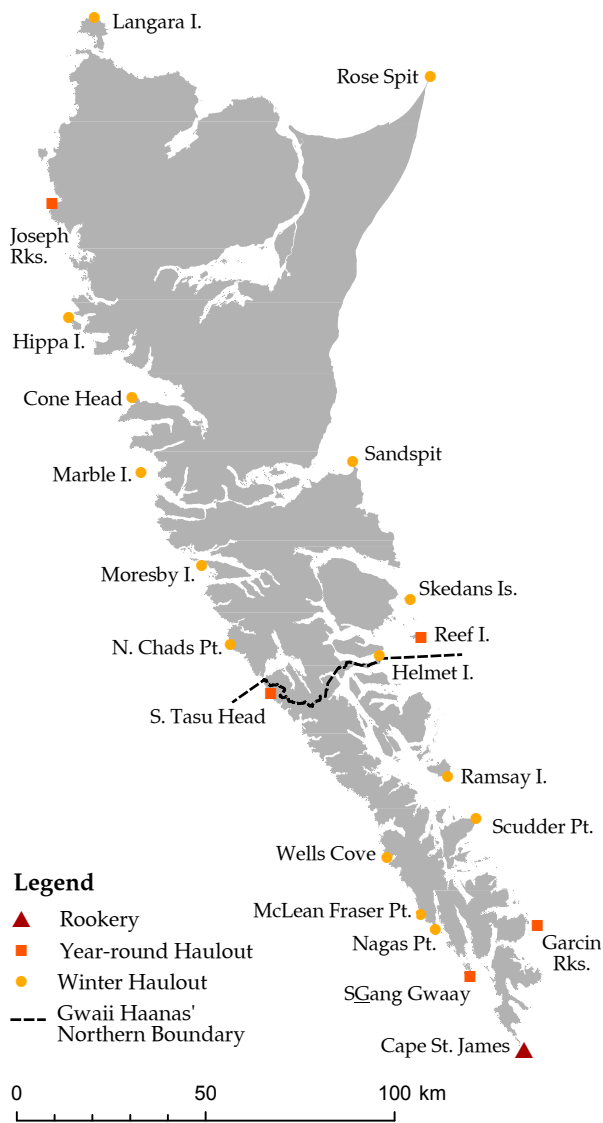 Langara I.
Rose Spit
Joseph
Rks.
Hippa I.
Cone Head
Sandspit
Marble I.
Moresby I.
Skedans Is.
Reef I.
N. Chads Pt.
Helmet I.
S. Tasu Head
Ramsay I.
Scudder Pt.
Wells Cove
Legend
McLean Fraser Pt.
Rookery
Nagas Pt.
Garcin
Rks.
Year-round Haulout
Winter Haulout
SGang Gwaay
Gwaii Haanas'
Northern Boundary
Cape St. James
0 50 100 km